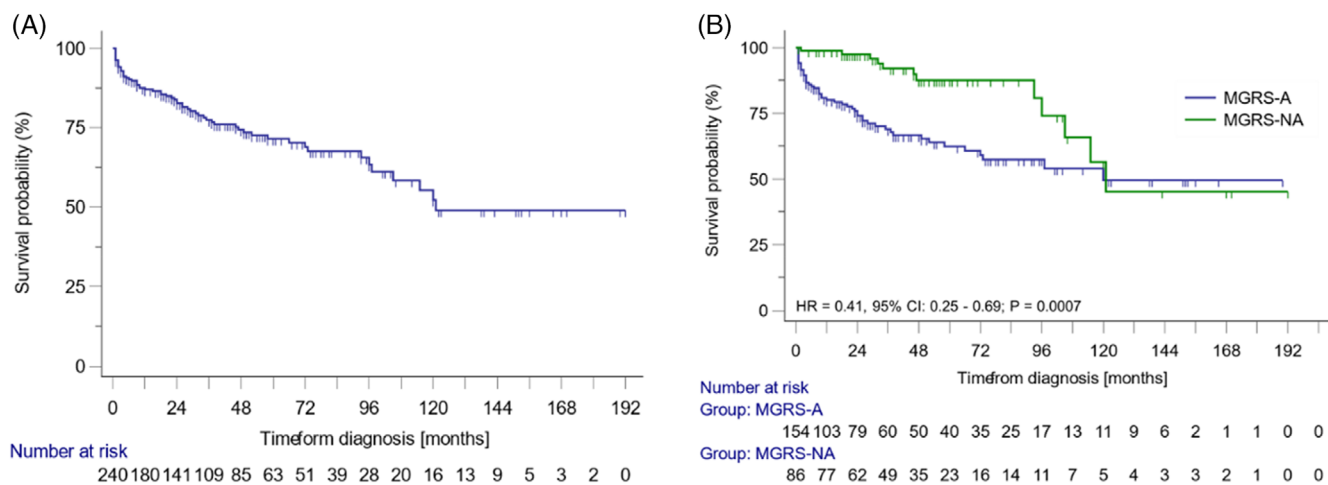 (A)
100
75
50
25
0
Survival probability (%)
0 24 48 72 96 120 144 168 192
Timeform diagnosis [months]
Number at risk
240 180 141 109 85 63 51 39 28 20 16 13 9 5 3 2 0
(B)
100
75
50
25
0
Survival probability (%)
MGRS-A
MGRS-NA
HR = 0.41, 95% CI: 0.25 - 0.69; P = 0.0007
0 24 48 72 96 120 144 168 192
Timefrom diagnosis [months]
Number at risk
Group: MGRS-A
154 103 79 60 50 40 35 25 17 13 11 9 6 2 1 1 0 0
Group: MGRS-NA
86 77 62 49 35 23 16 14 11 7 5 4 3 3 2 1 0 0